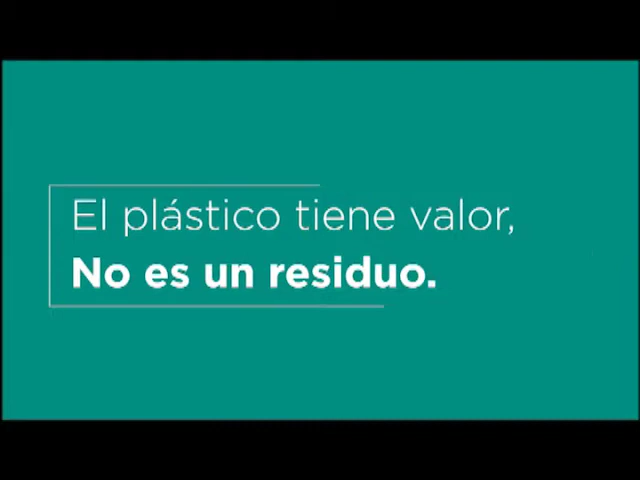 El plástico tiene valor,
No es un residuo.